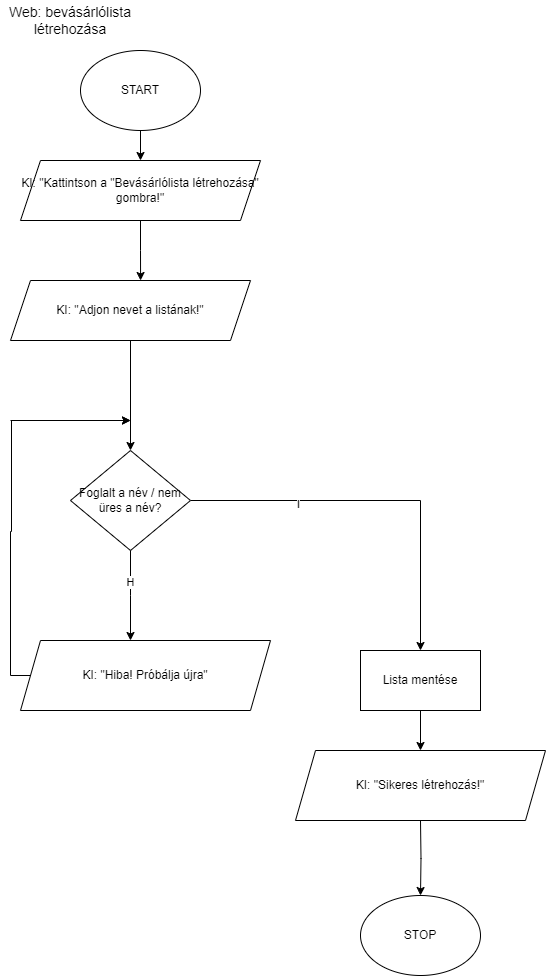 Web: bevásárlólista
létrehozása
START
KI: "Kattintson a "Bevásárlólista létrehozása"
gombra!"
KI: "Adjon nevet a listának!"
Foglalt a név / nem
üres a név?
I
H
KI: "Hiba! Próbálja újra"
Lista mentése
KI: "Sikeres létrehozás!"
STOP